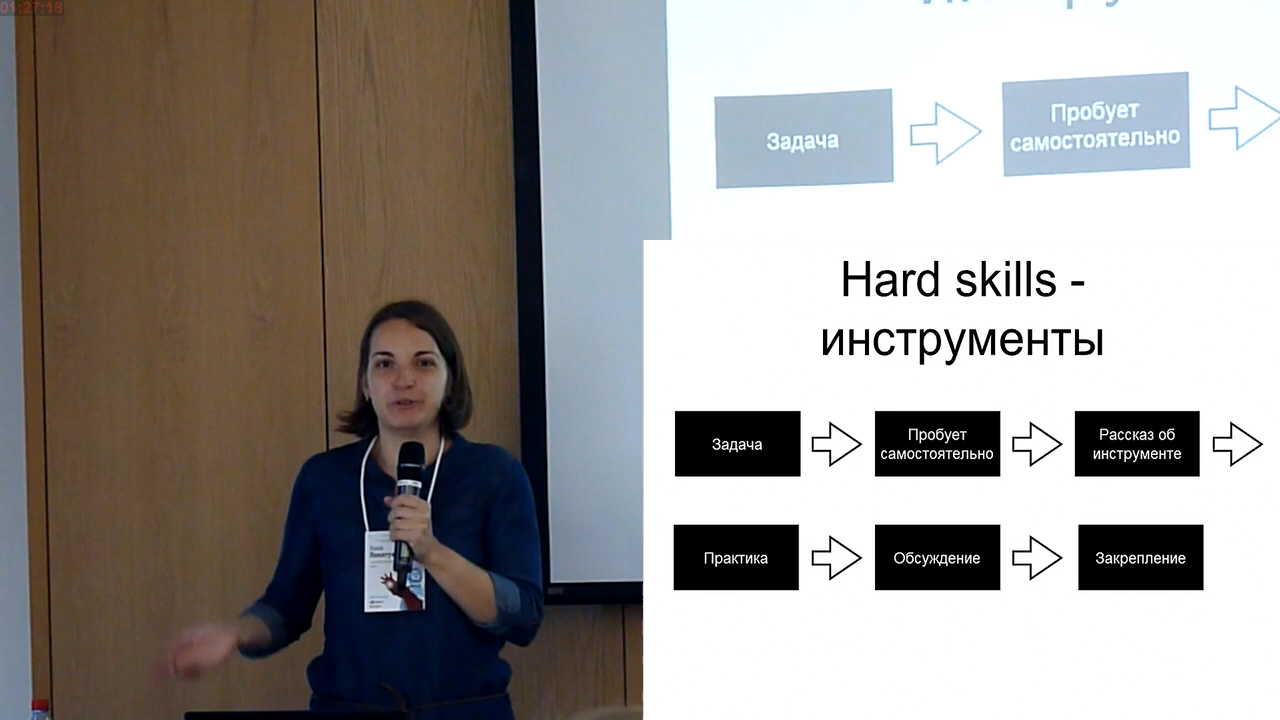 01:27:18
Задача
Пробует
самостоятельно
Hard skills -
инструменты
Задача
Пробует
самостоятельно
Рассказ об
инструменте
Практика
Обсуждение
Закрепление